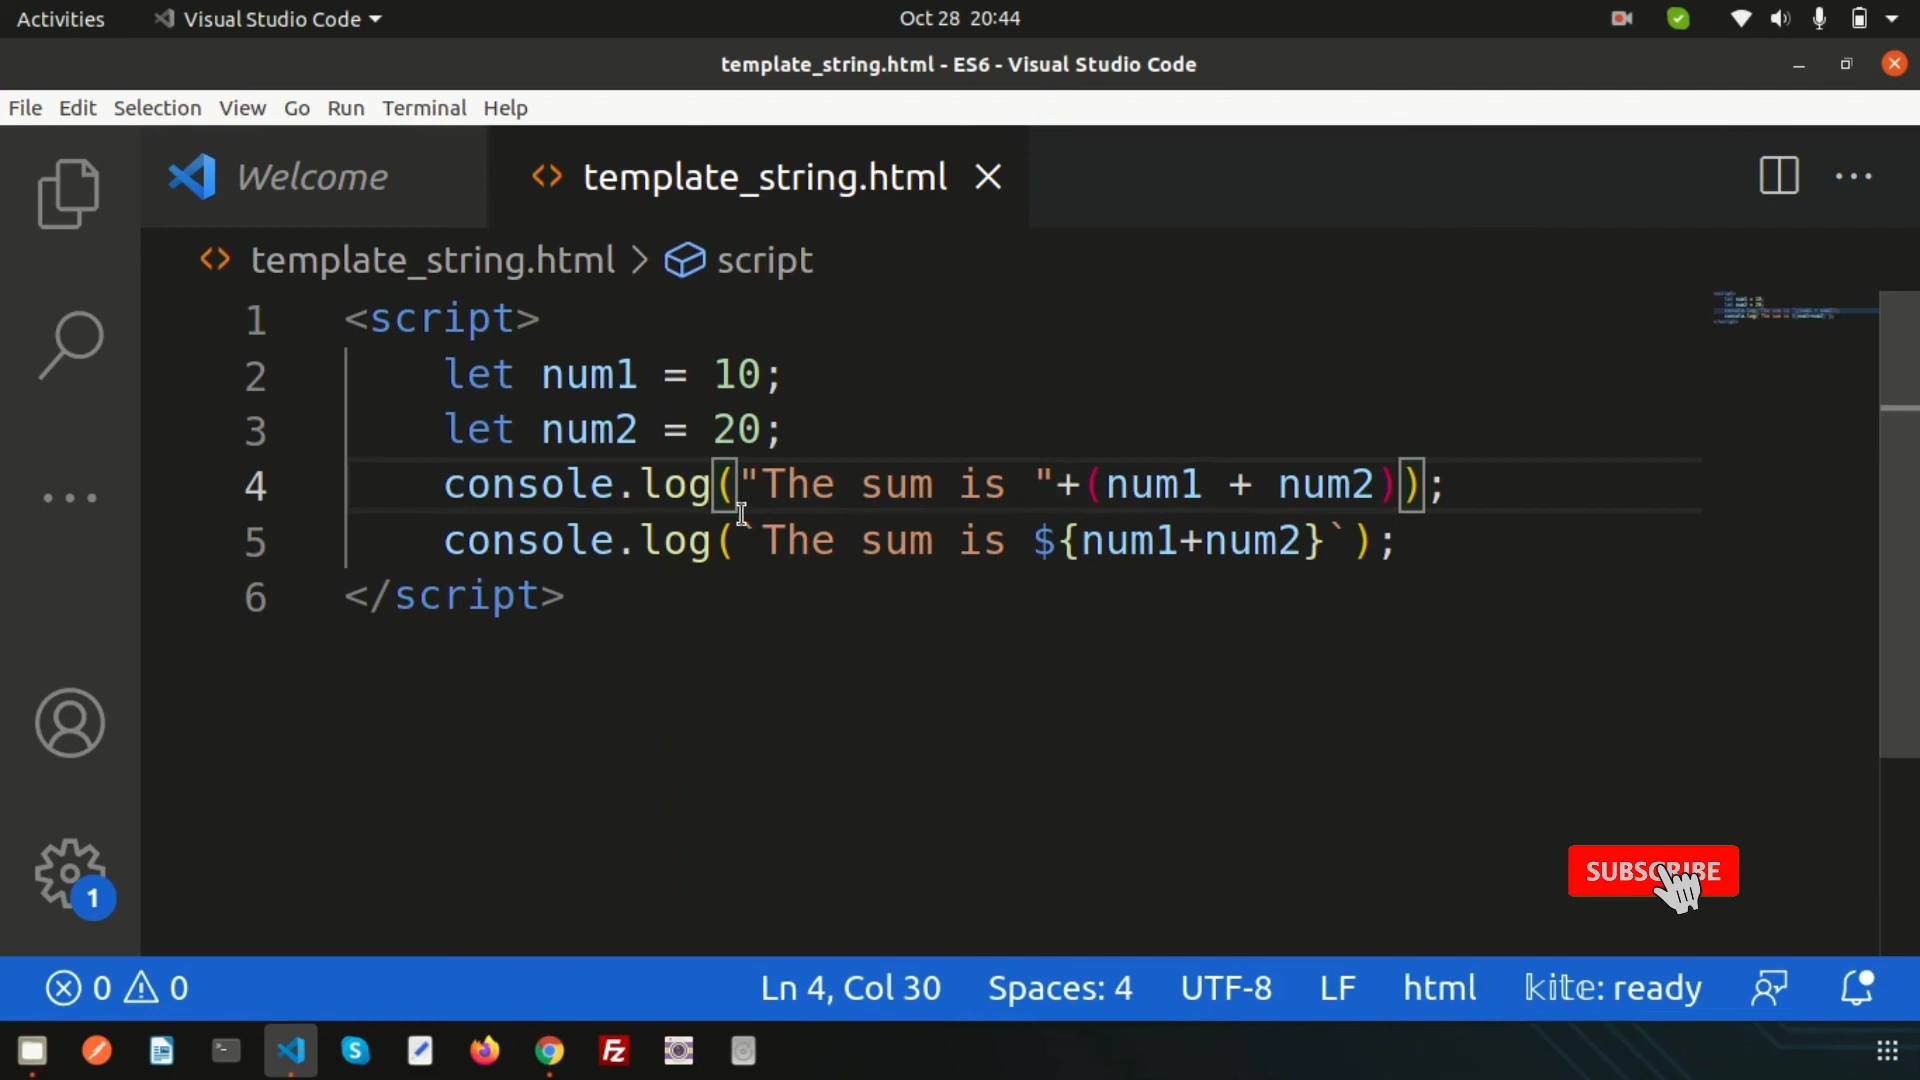 Activities Visual Studio Code Oct 28 20:44
template_string.html - ES6 - Visual Studio Code
File Edit Selection View Go Run Terminal Help
Welcome template_string.html
template_string.html > script
1 <script>
2 let num1 = 10;
3 let num2 = 20;
4 console.log("The sum is "+(num1 + num2));
5 console.log(`The sum is ${num1+num2}`);
6 </script>
SUBSCRIBE
1
0 0 Ln 4, Col 30 Spaces: 4 UTF-8 LF html kite: ready